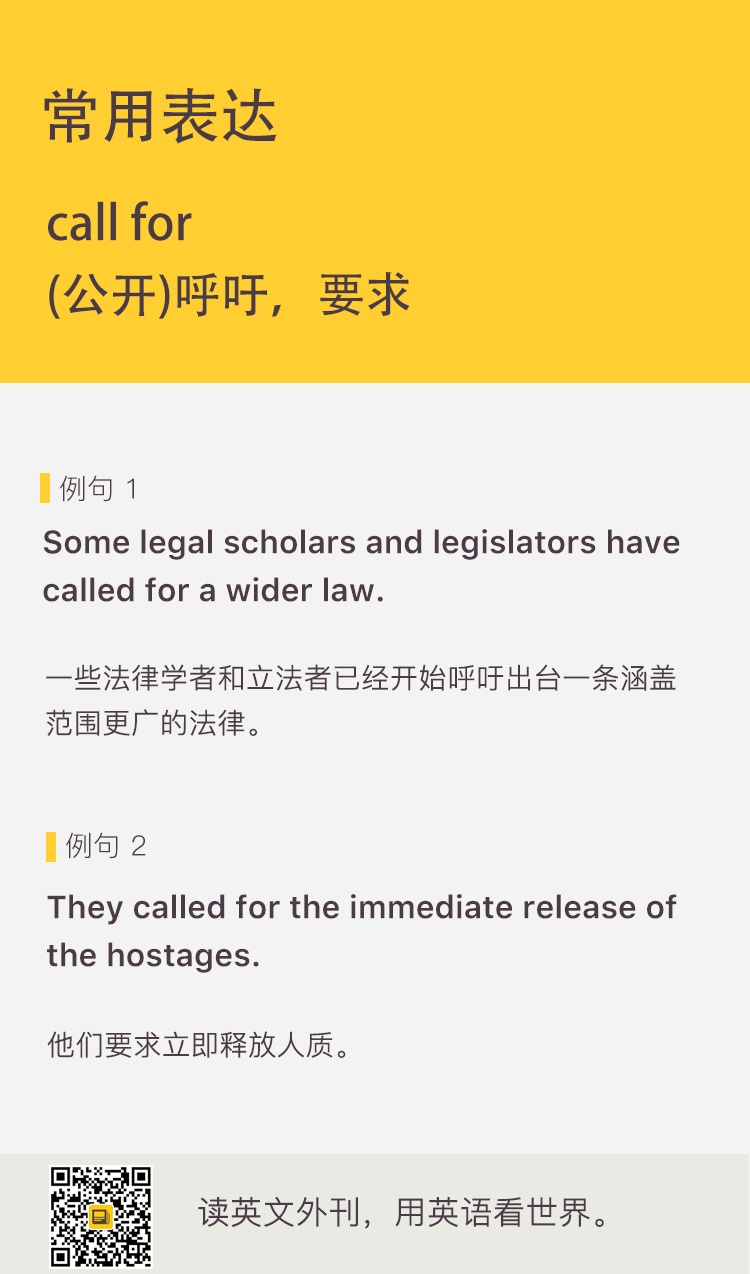 常用表达
call for
(公开)呼吁，要求
例句 1
Some legal scholars and legislators have
called for a wider law.
一些法律学者和立法者已经开始呼吁出台一条涵盖
范围更广的法律。
例句 2
They called for the immediate release of
the hostages.
他们要求立即释放人质。
读英文外刊，用英语看世界。